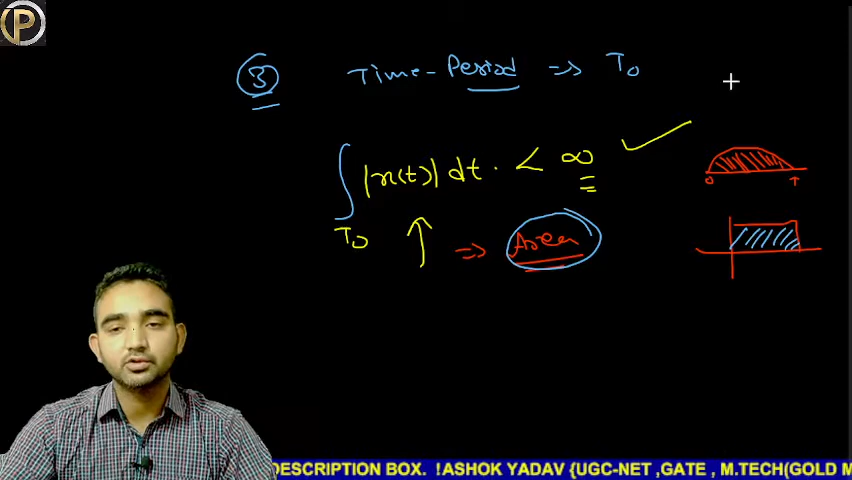 P
③ Time-Period ⇒ T₀
∫T₀ |x(t)| dt. < ∞ ✓
0 T
↑ ⇒ Area
DESCRIPTION BOX. !ASHOK YADAV {UGC-NET ,GATE , M.TECH(GOLD M